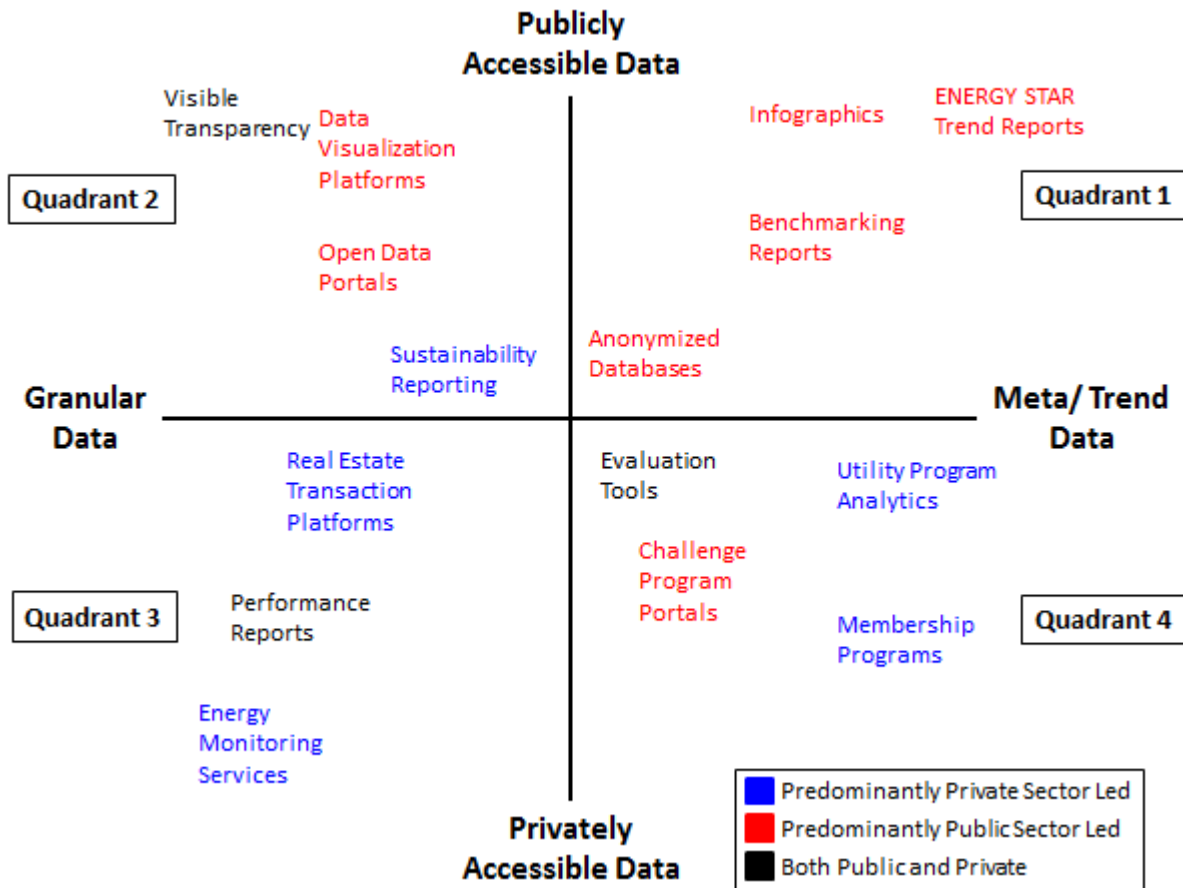 Publicly
Accessible Data
Visible
Transparency
Data
Visualization
Platforms
Infographics
ENERGY STAR
Trend Reports
Quadrant 2
Quadrant 1
Open Data
Portals
Benchmarking
Reports
Sustainability
Reporting
Anonymized
Databases
Granular
Data
Meta/ Trend
Data
Real Estate
Transaction
Platforms
Evaluation
Tools
Utility Program
Analytics
Challenge
Program
Portals
Quadrant 3
Performance
Reports
Membership
Programs
Quadrant 4
Energy
Monitoring
Services
Privately
Accessible Data
Predominantly Private Sector Led
Predominantly Public Sector Led
Both Public and Private